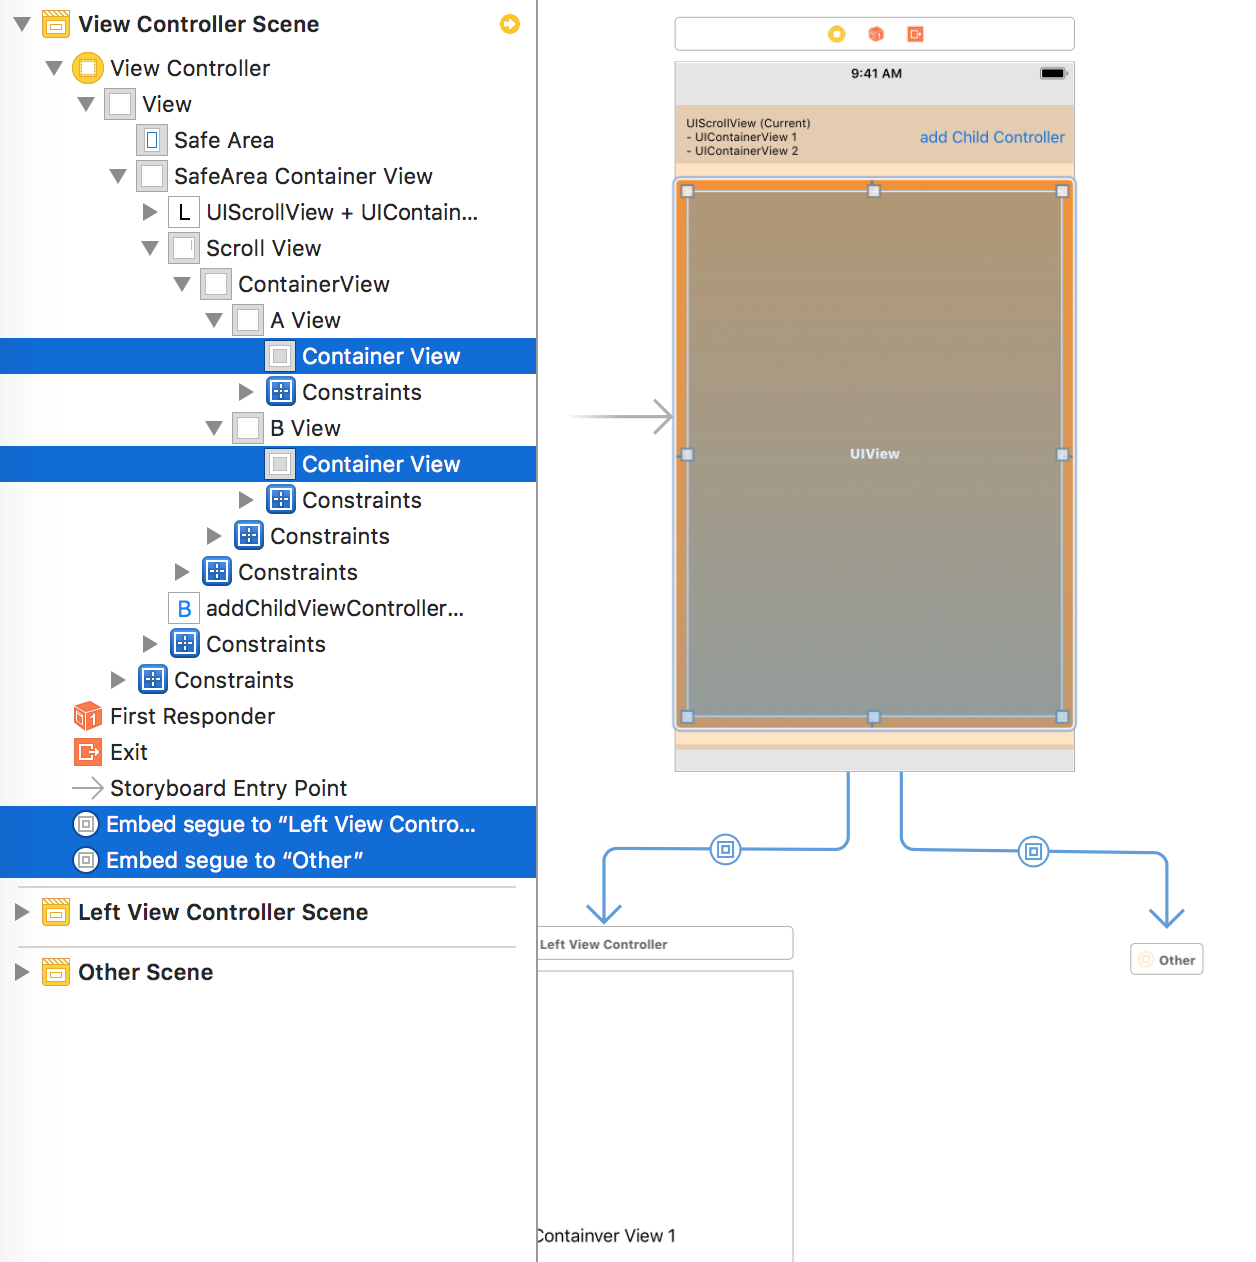 View Controller Scene
View Controller
View
Safe Area
SafeArea Container View
L UIScrollView + UIContain...
Scroll View
ContainerView
A View
Container View
Constraints
B View
Container View
Constraints
Constraints
Constraints
B addChildViewController...
Constraints
Constraints
1 First Responder
Exit
Storyboard Entry Point
Embed segue to “Left View Contro...
Embed segue to “Other”
Left View Controller Scene
Other Scene
1
9:41 AM
UIScrollView (Current)
- UIContainerView 1
- UIContainerView 2
add Child Controller
UIView
Left View Controller
Other
Containver View 1